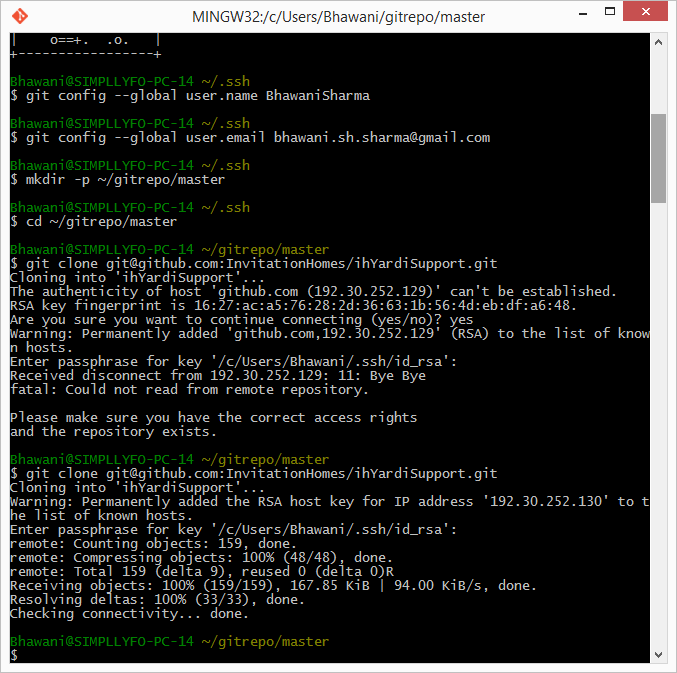 MINGW32:/c/Users/Bhawani/gitrepo/master
|    o==+.  .o.   |
+-----------------+
Bhawani@SIMPLLYFO-PC-14 ~/.ssh
$ git config --global user.name BhawaniSharma
Bhawani@SIMPLLYFO-PC-14 ~/.ssh
$ git config --global user.email bhawani.sh.sharma@gmail.com
Bhawani@SIMPLLYFO-PC-14 ~/.ssh
$ mkdir -p ~/gitrepo/master
Bhawani@SIMPLLYFO-PC-14 ~/.ssh
$ cd ~/gitrepo/master
Bhawani@SIMPLLYFO-PC-14 ~/gitrepo/master
$ git clone git@github.com:InvitationHomes/ihYardiSupport.git
Cloning into 'ihYardiSupport'...
The authenticity of host 'github.com (192.30.252.129)' can't be established.
RSA key fingerprint is 16:27:ac:a5:76:28:2d:36:63:1b:56:4d:eb:df:a6:48.
Are you sure you want to continue connecting (yes/no)? yes
Warning: Permanently added 'github.com,192.30.252.129' (RSA) to the list of know
n hosts.
Enter passphrase for key '/c/Users/Bhawani/.ssh/id_rsa':
Received disconnect from 192.30.252.129: 11: Bye Bye
fatal: Could not read from remote repository.
Please make sure you have the correct access rights
and the repository exists.
Bhawani@SIMPLLYFO-PC-14 ~/gitrepo/master
$ git clone git@github.com:InvitationHomes/ihYardiSupport.git
Cloning into 'ihYardiSupport'...
Warning: Permanently added the RSA host key for IP address '192.30.252.130' to t
he list of known hosts.
Enter passphrase for key '/c/Users/Bhawani/.ssh/id_rsa':
remote: Counting objects: 159, done.
remote: Compressing objects: 100% (48/48), done.
remote: Total 159 (delta 9), reused 0 (delta 0)R
Receiving objects: 100% (159/159), 167.85 KiB | 94.00 KiB/s, done.
Resolving deltas: 100% (33/33), done.
Checking connectivity... done.
Bhawani@SIMPLLYFO-PC-14 ~/gitrepo/master
$